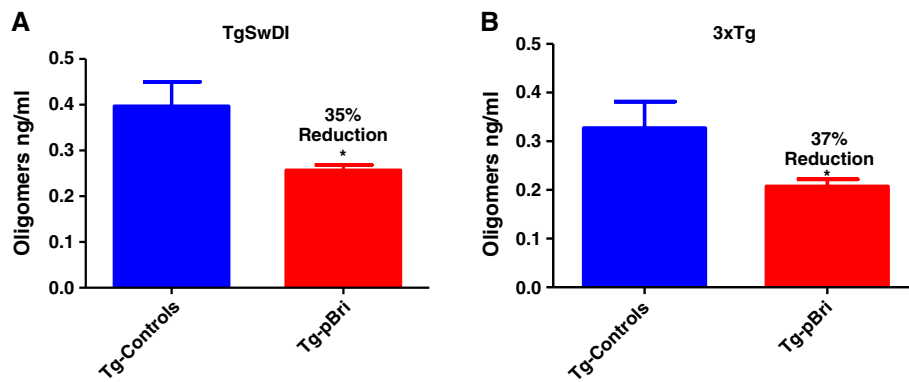 A
TgSwDI
Oligomers ng/ml
0.5
0.4
0.3
0.2
0.1
0.0
35%
Reduction
*
Tg-Controls
Tg-pBri
B
3xTg
Oligomers ng/ml
0.5
0.4
0.3
0.2
0.1
0.0
37%
Reduction
*
Tg-Controls
Tg-pBri